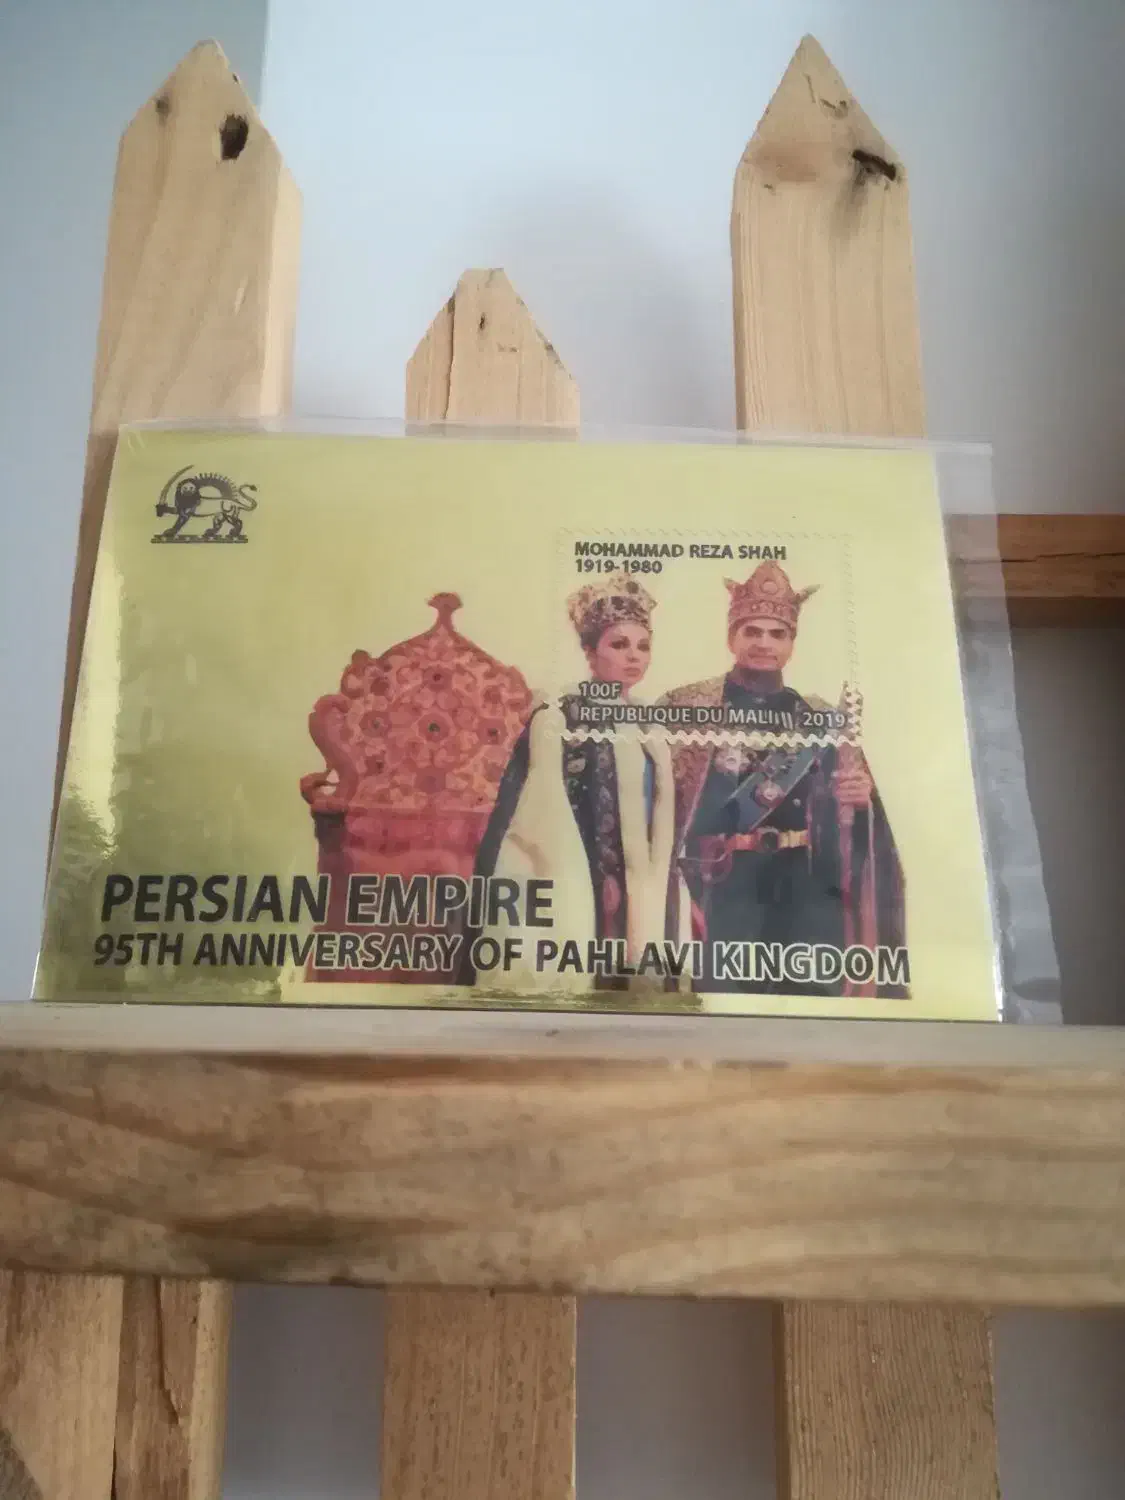 MOHAMMAD REZA SHAH
1919-1980
100F
REPUBLIQUE DU MALI 2019
PERSIAN EMPIRE
95TH ANNIVERSARY OF PAHLAVI KINGDOM